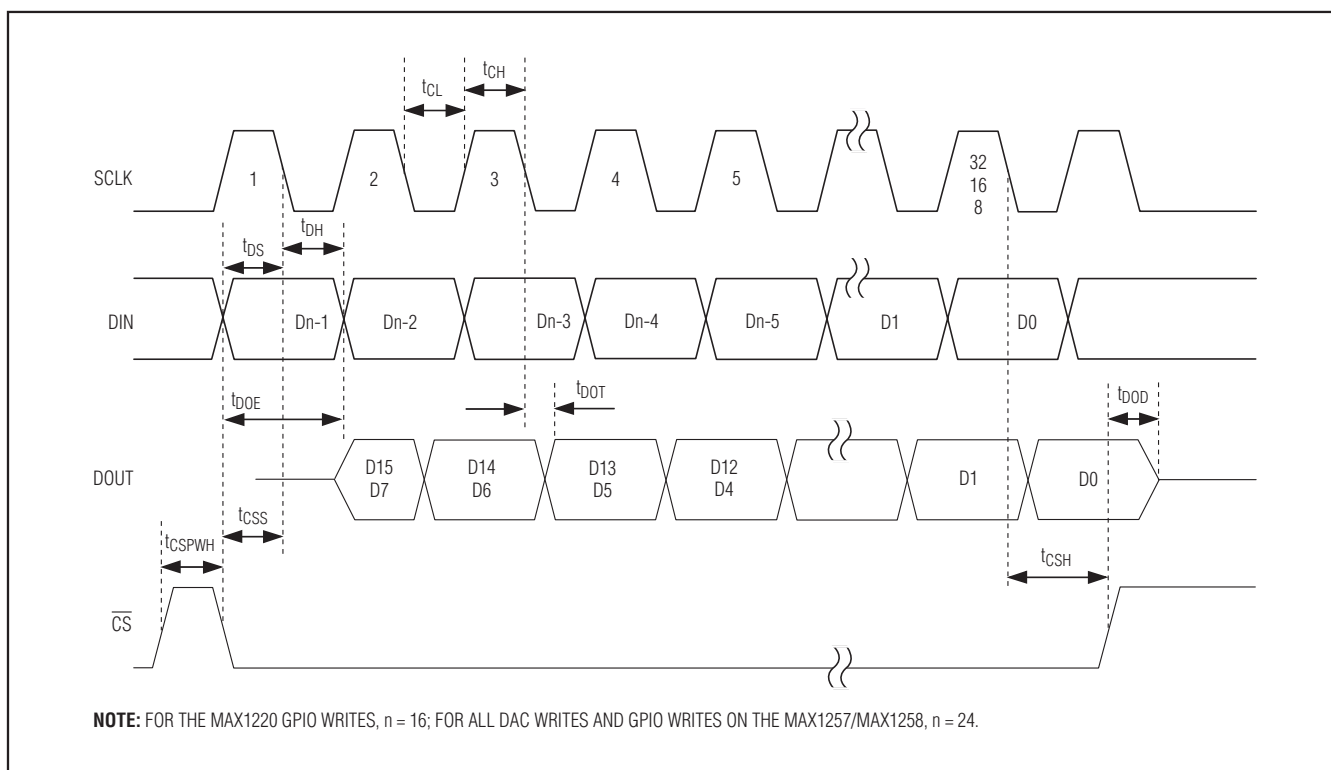 tCL
tCH
SCLK
1
2
3
4
5
32
16
8
tDS
tDH
DIN
Dn-1
Dn-2
Dn-3
Dn-4
Dn-5
D1
D0
tDOE
tDOT
tDOD
DOUT
D15
D7
D14
D6
D13
D5
D12
D4
D1
D0
tCSPWH
tCSS
tCSH
CS
NOTE: FOR THE MAX1220 GPIO WRITES, n = 16; FOR ALL DAC WRITES AND GPIO WRITES ON THE MAX1257/MAX1258, n = 24.